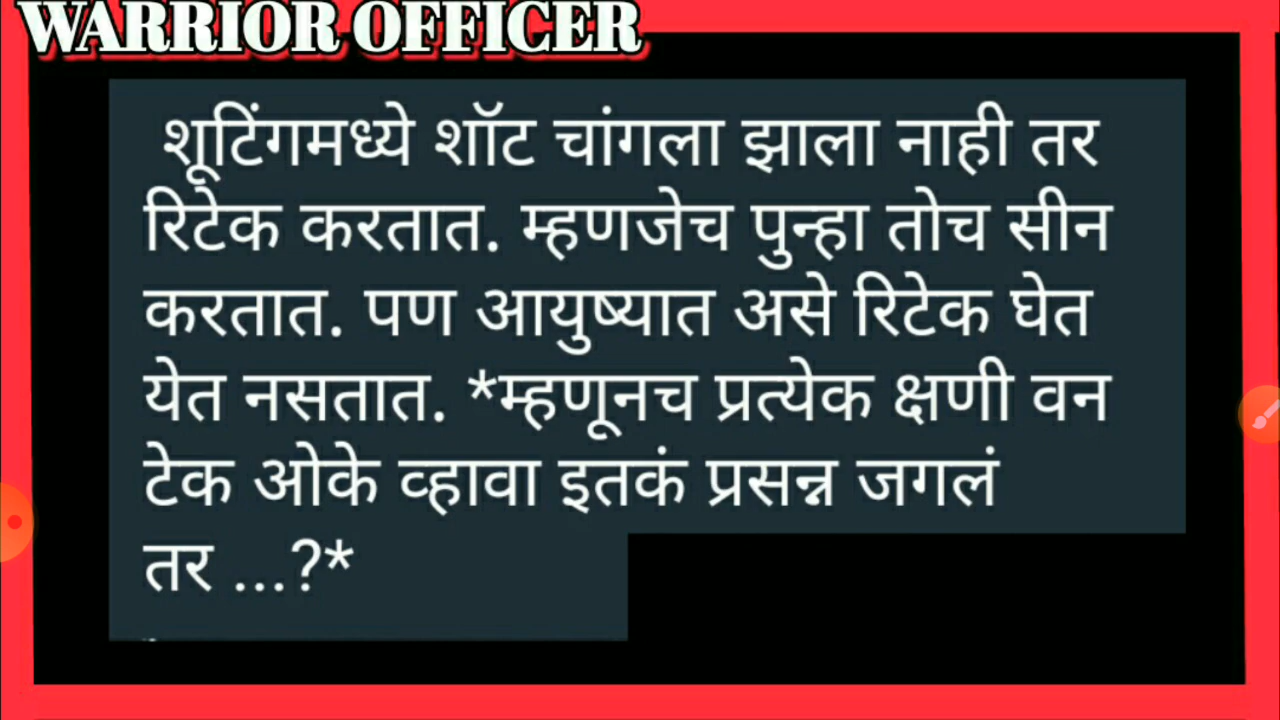 WARRIOR OFFICER
शूटिंगमध्ये शॉट चांगला झाला नाही तर
रिटेक करतात. म्हणजेच पुन्हा तोच सीन
करतात. पण आयुष्यात असे रिटेक घेत
येत नसतात. *म्हणूनच प्रत्येक क्षणी वन
टेक ओके व्हावा इतकं प्रसन्न जगलं
तर ...?*